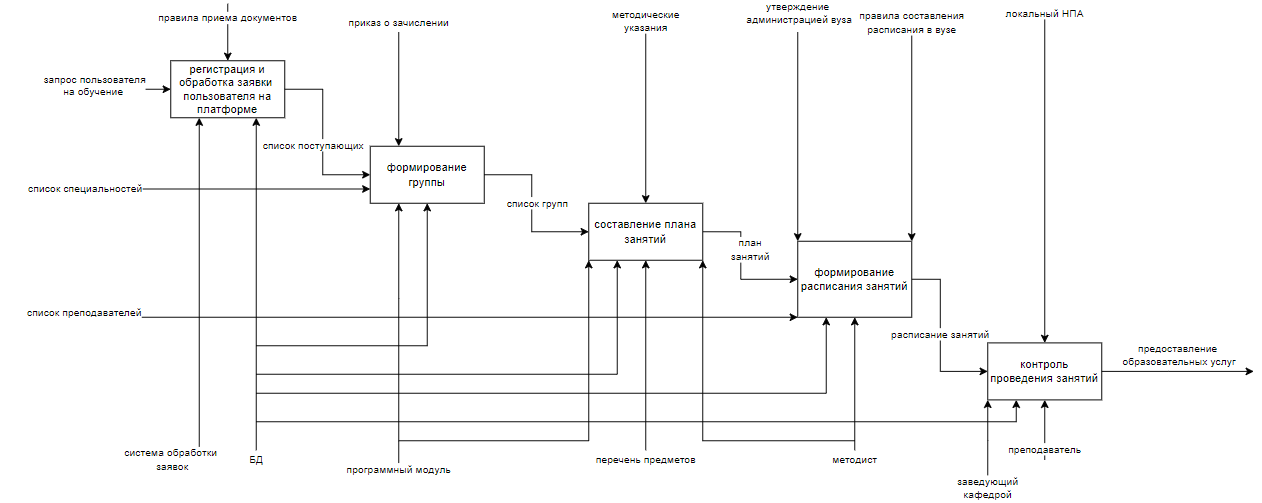 правила приема документов
приказ о зачислении
методические
указания
утверждение
администрацией вуза
правила составления
расписания в вузе
локальный НПА
запрос пользователя
на обучение
регистрация и
обработка заявки
пользователя на
платформе
список поступающих
формирование
группы
список специальностей
список групп
составление плана
занятий
план
занятий
формирование
расписания занятий
список преподавателей
расписание занятий
контроль
проведения занятий
предоставление
образовательных услуг
система обработки
заявок
БД
программный модуль
перечень предметов
методист
преподаватель
заведующий
кафедрой